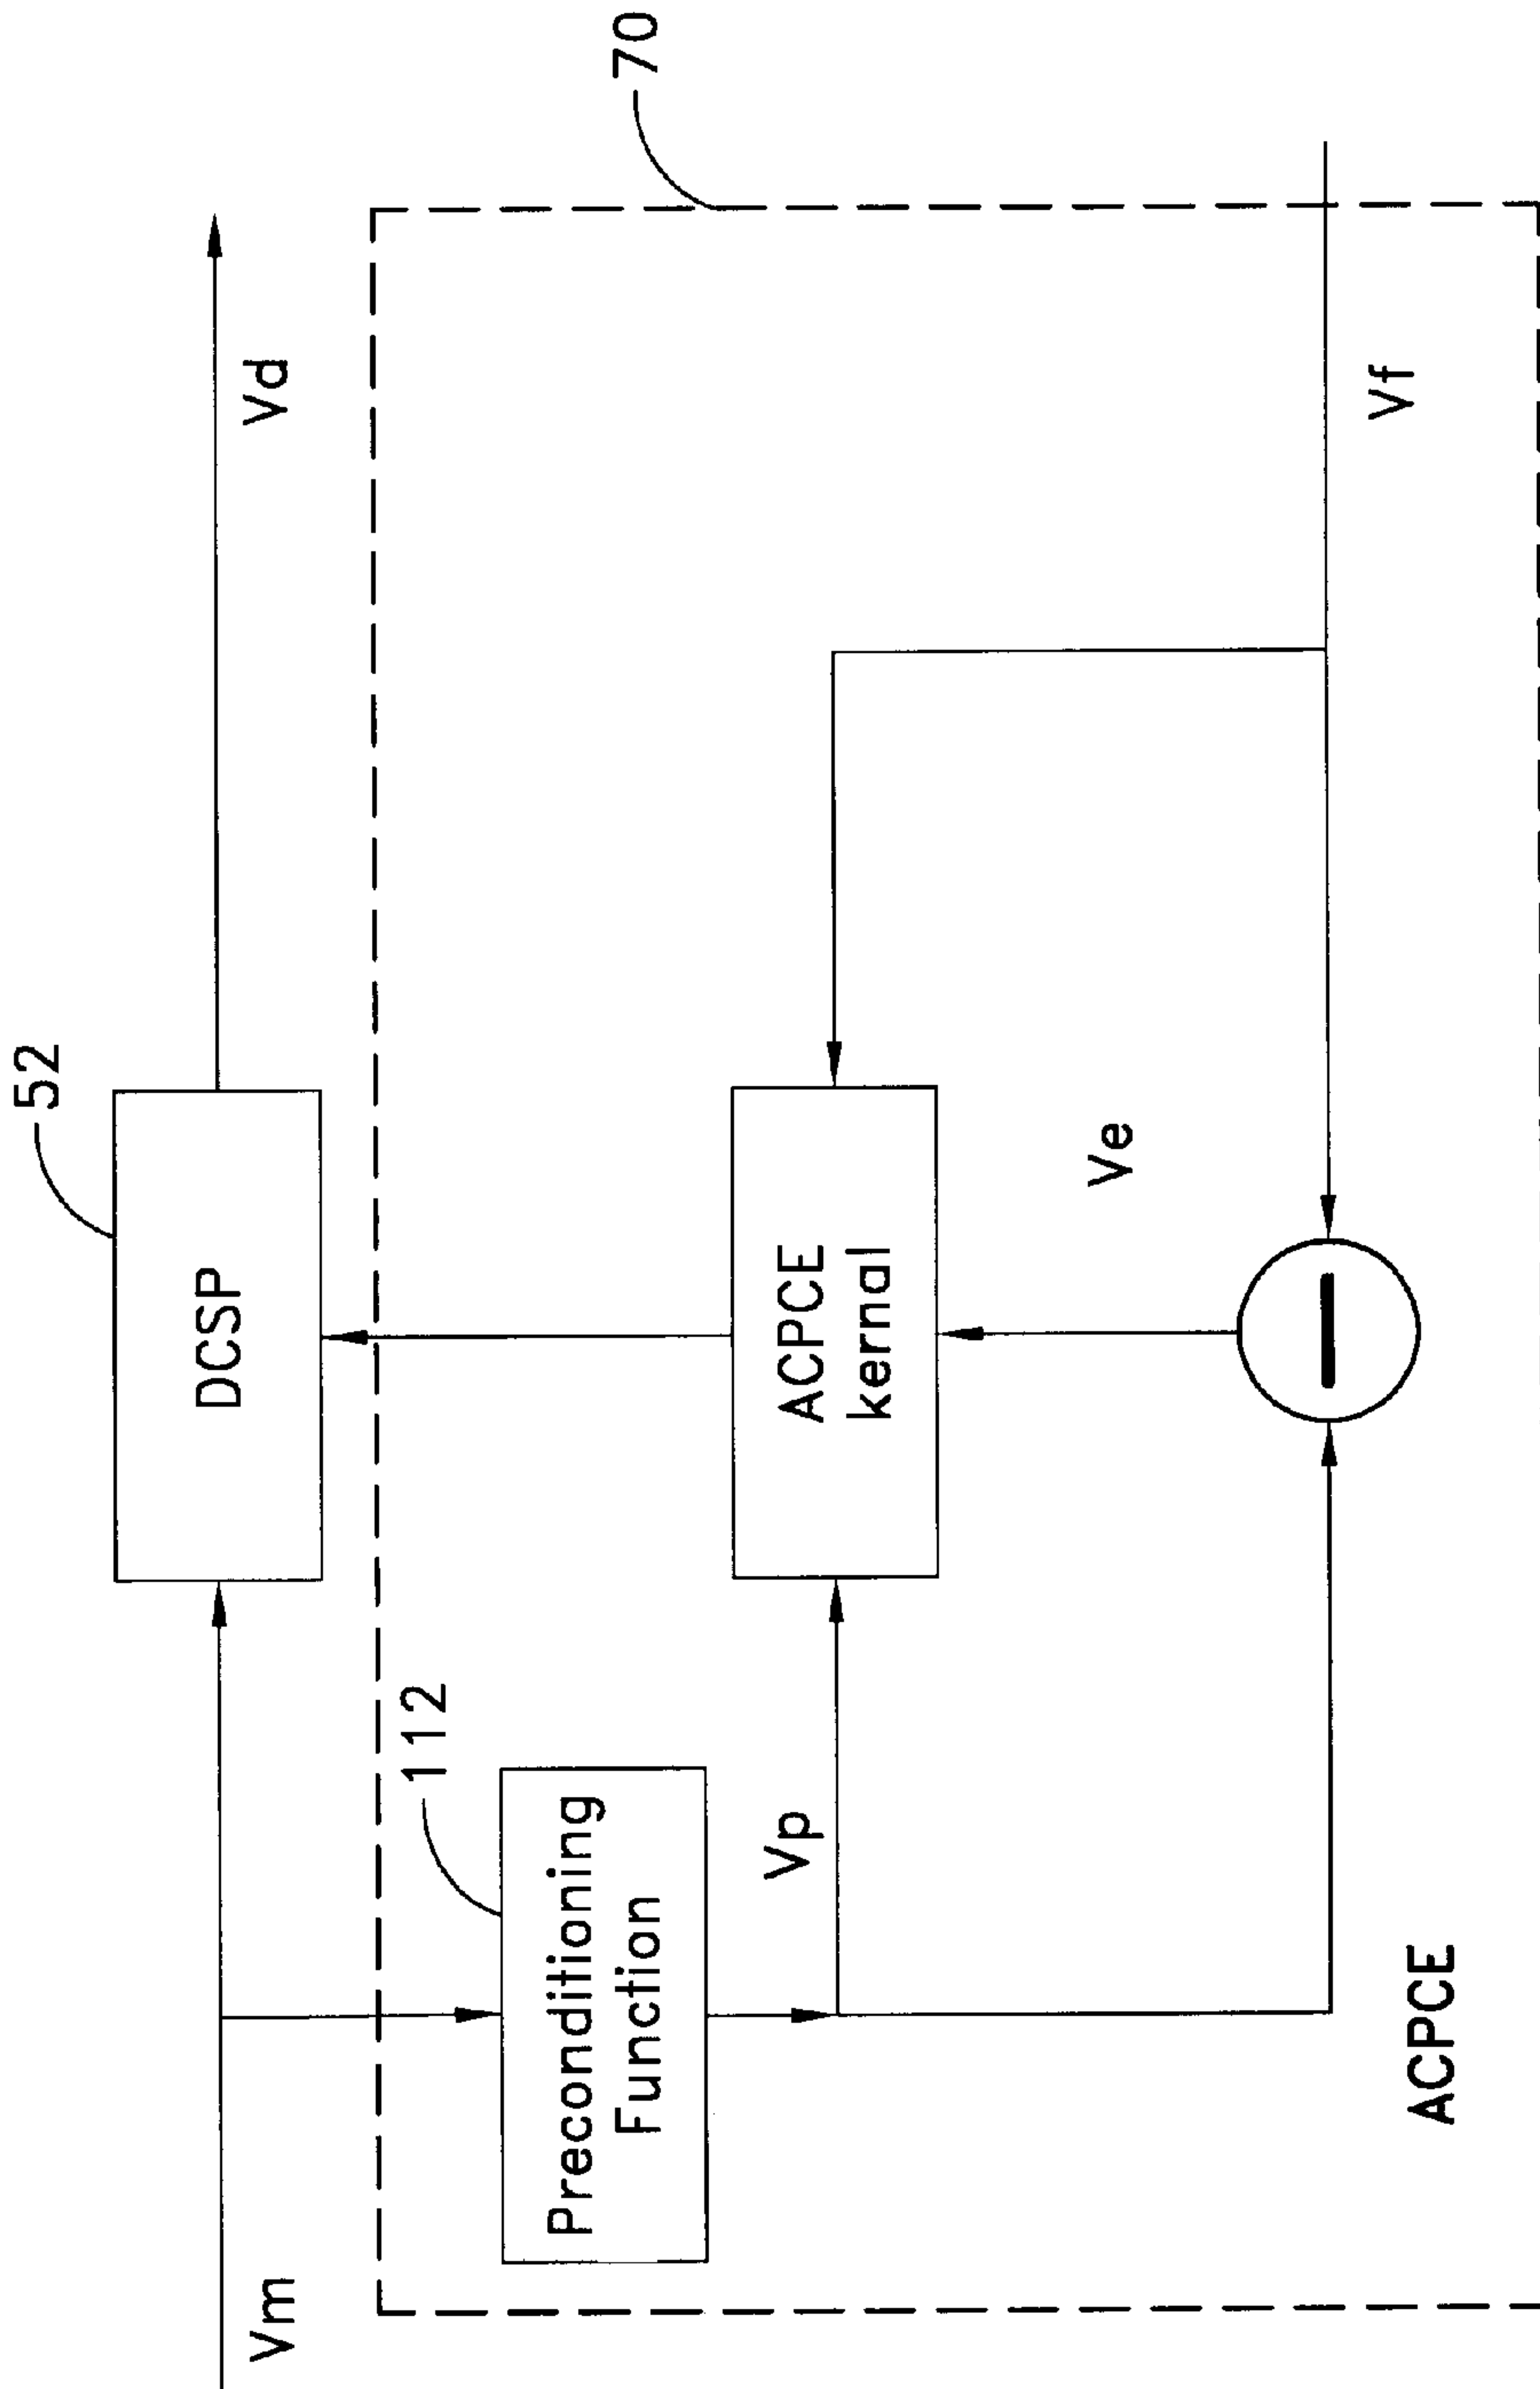 52
DCSP
Vm
Vd
70
112
Preconditioning
Function
Vp
ACPCE
kernal
Ve
Vf
ACPCE